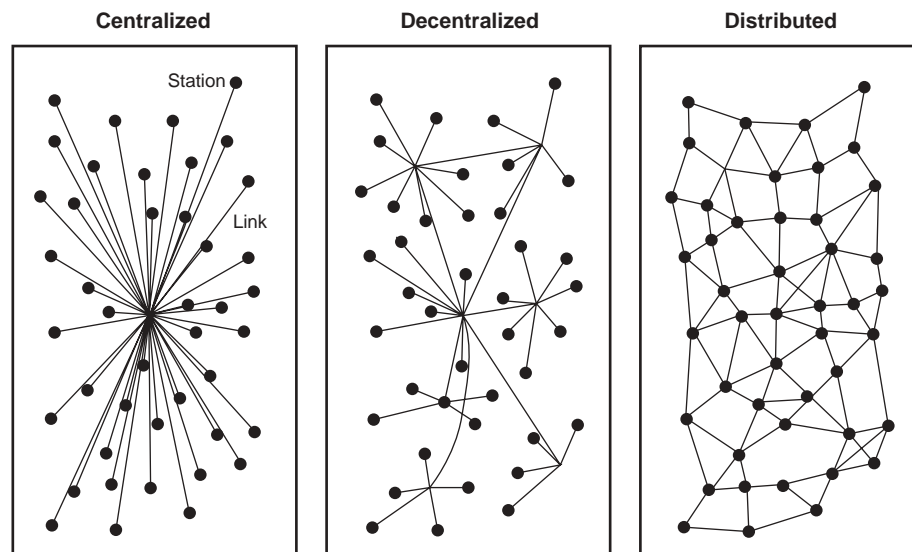 Centralized
Decentralized
Distributed
Station
Link